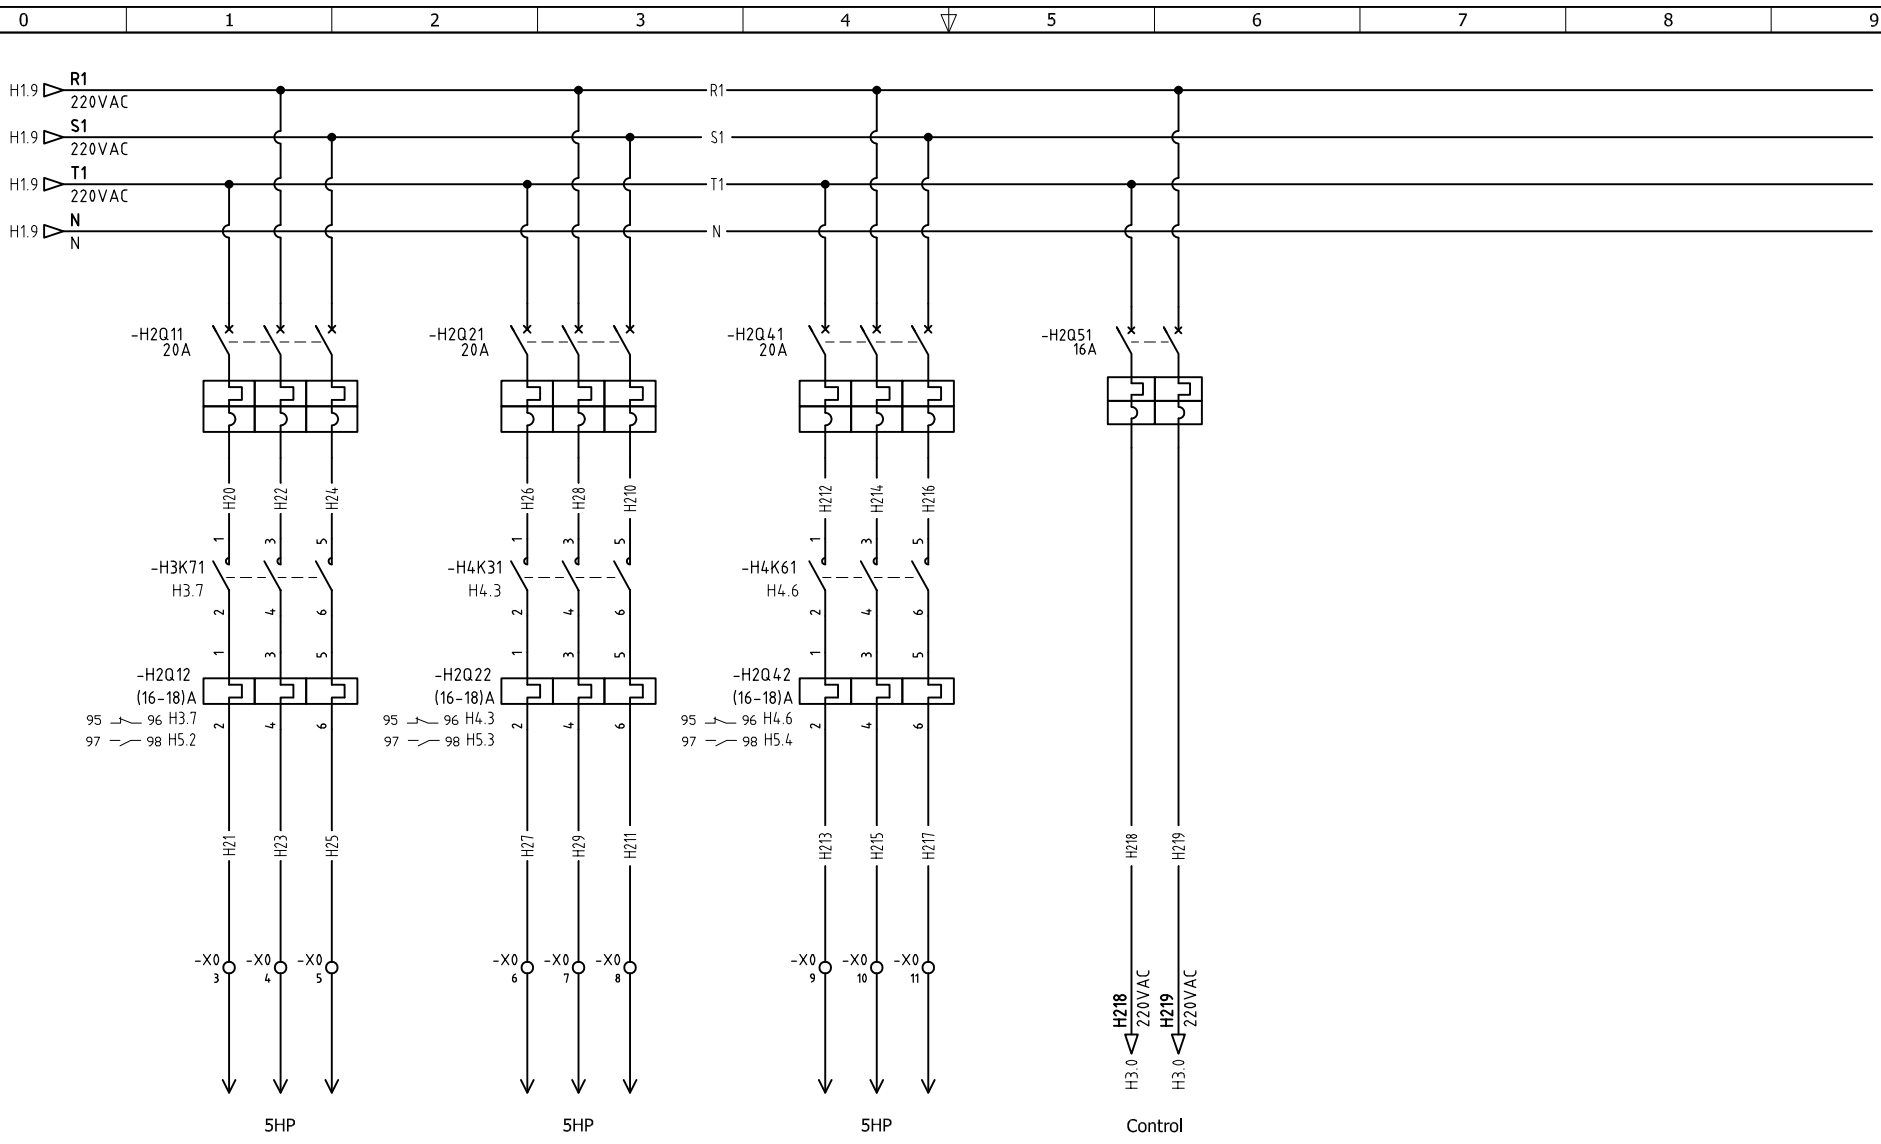 0 1 2 3 4 5 6 7 8 9
H1.9 R1 R1
220VAC
H1.9 S1 S1
220VAC
H1.9 T1 T1
220VAC
H1.9 N N
N
-H2Q11 -H2Q21 -H2Q41 -H2Q51
20A 20A 20A 16A
H20 H22 H24 H26 H28 H210 H212 H214 H216
1 3 5 1 3 5 1 3 5
-H3K71 -H4K31 -H4K61
H3.7 H4.3 H4.6
2 4 6 2 4 6 2 4 6
1 3 5 1 3 5 1 3 5
-H2Q12 -H2Q22 -H2Q42
(16-18)A (16-18)A (16-18)A
95 96 H3.7 95 96 H4.3 95 96 H4.6
2 4 6 2 4 6 2 4 6
97 98 H5.2 97 98 H5.3 97 98 H5.4
H21 H23 H25 H27 H29 H211 H213 H215 H217 H218 H219
-X0 -X0 -X0 -X0 -X0 -X0 -X0 -X0 -X0
3 4 5 6 7 8 9 10 11
H218 220VAC H219 220VAC
H3.0 H3.0
5HP 5HP 5HP Control